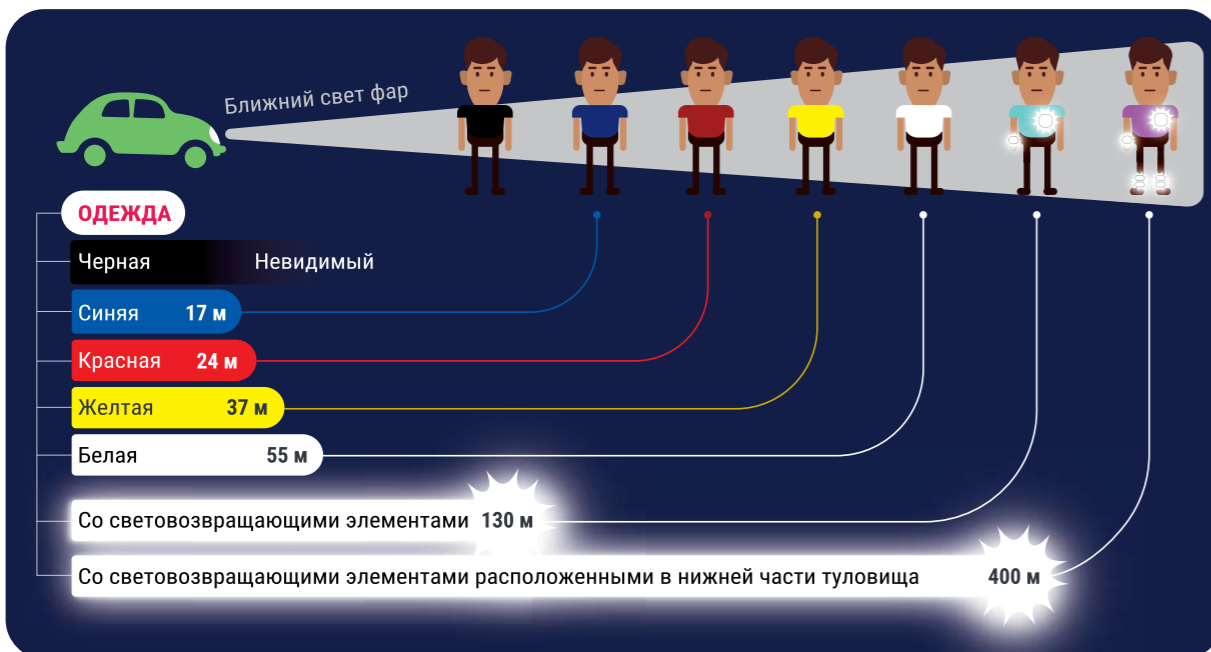 Ближний свет фар
ОДЕЖДА
Черная Невидимый
Синяя 17 м
Красная 24 м
Желтая 37 м
Белая 55 м
Со световозвращающими элементами 130 м
Со световозвращающими элементами расположенными в нижней части туловища 400 м